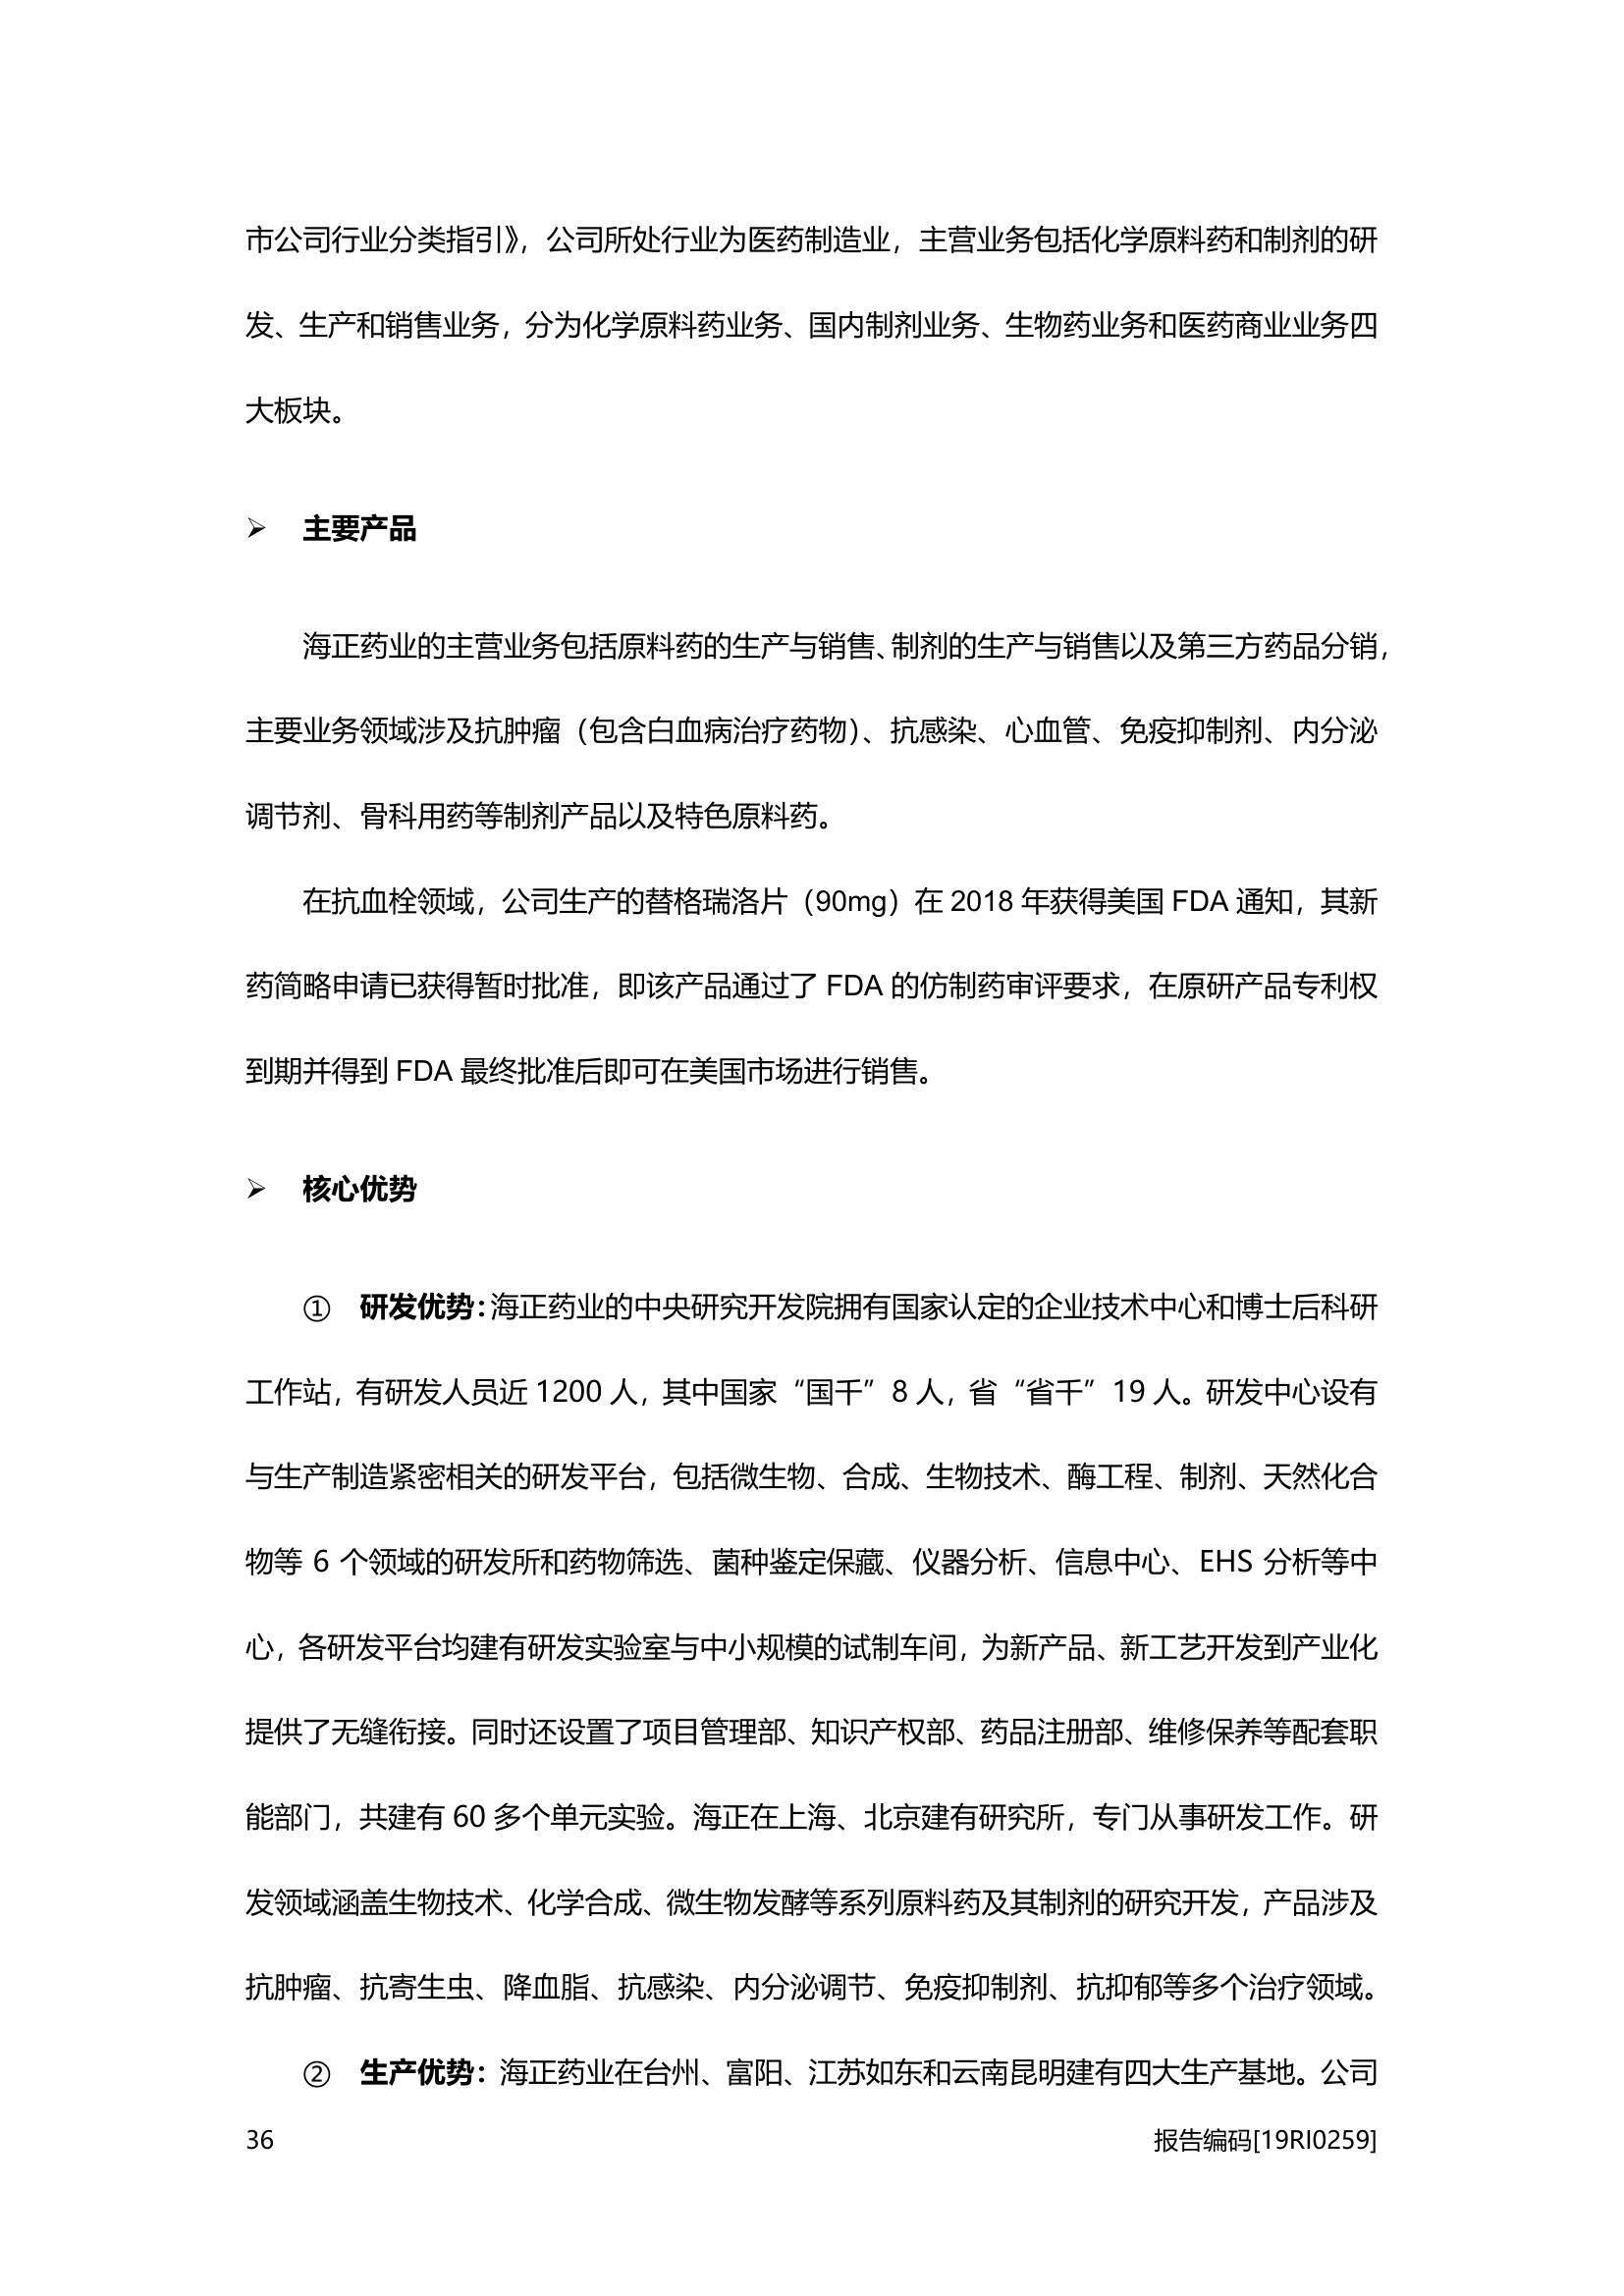 市公司行业分类指引》，公司所处行业为医药制造业，主营业务包括化学原料药和制剂的研
发、生产和销售业务，分为化学原料药业务、国内制剂业务、生物药业务和医药商业业务四
大板块。
➢ 主要产品
海正药业的主营业务包括原料药的生产与销售、制剂的生产与销售以及第三方药品分销，
主要业务领域涉及抗肿瘤（包含白血病治疗药物）、抗感染、心血管、免疫抑制剂、内分泌
调节剂、骨科用药等制剂产品以及特色原料药。
在抗血栓领域，公司生产的替格瑞洛片（90mg）在 2018 年获得美国 FDA 通知，其新
药简略申请已获得暂时批准，即该产品通过了 FDA 的仿制药审评要求，在原研产品专利权
到期并得到 FDA 最终批准后即可在美国市场进行销售。
➢ 核心优势
① 研发优势：海正药业的中央研究开发院拥有国家认定的企业技术中心和博士后科研
工作站，有研发人员近 1200 人，其中国家“国千”8 人，省“省千”19 人。研发中心设有
与生产制造紧密相关的研发平台，包括微生物、合成、生物技术、酶工程、制剂、天然化合
物等 6 个领域的研发所和药物筛选、菌种鉴定保藏、仪器分析、信息中心、EHS 分析等中
心，各研发平台均建有研发实验室与中小规模的试制车间，为新产品、新工艺开发到产业化
提供了无缝衔接。同时还设置了项目管理部、知识产权部、药品注册部、维修保养等配套职
能部门，共建有 60 多个单元实验。海正在上海、北京建有研究所，专门从事研发工作。研
发领域涵盖生物技术、化学合成、微生物发酵等系列原料药及其制剂的研究开发，产品涉及
抗肿瘤、抗寄生虫、降血脂、抗感染、内分泌调节、免疫抑制剂、抗抑郁等多个治疗领域。
② 生产优势：海正药业在台州、富阳、江苏如东和云南昆明建有四大生产基地。公司
36 报告编码[19RI0259]